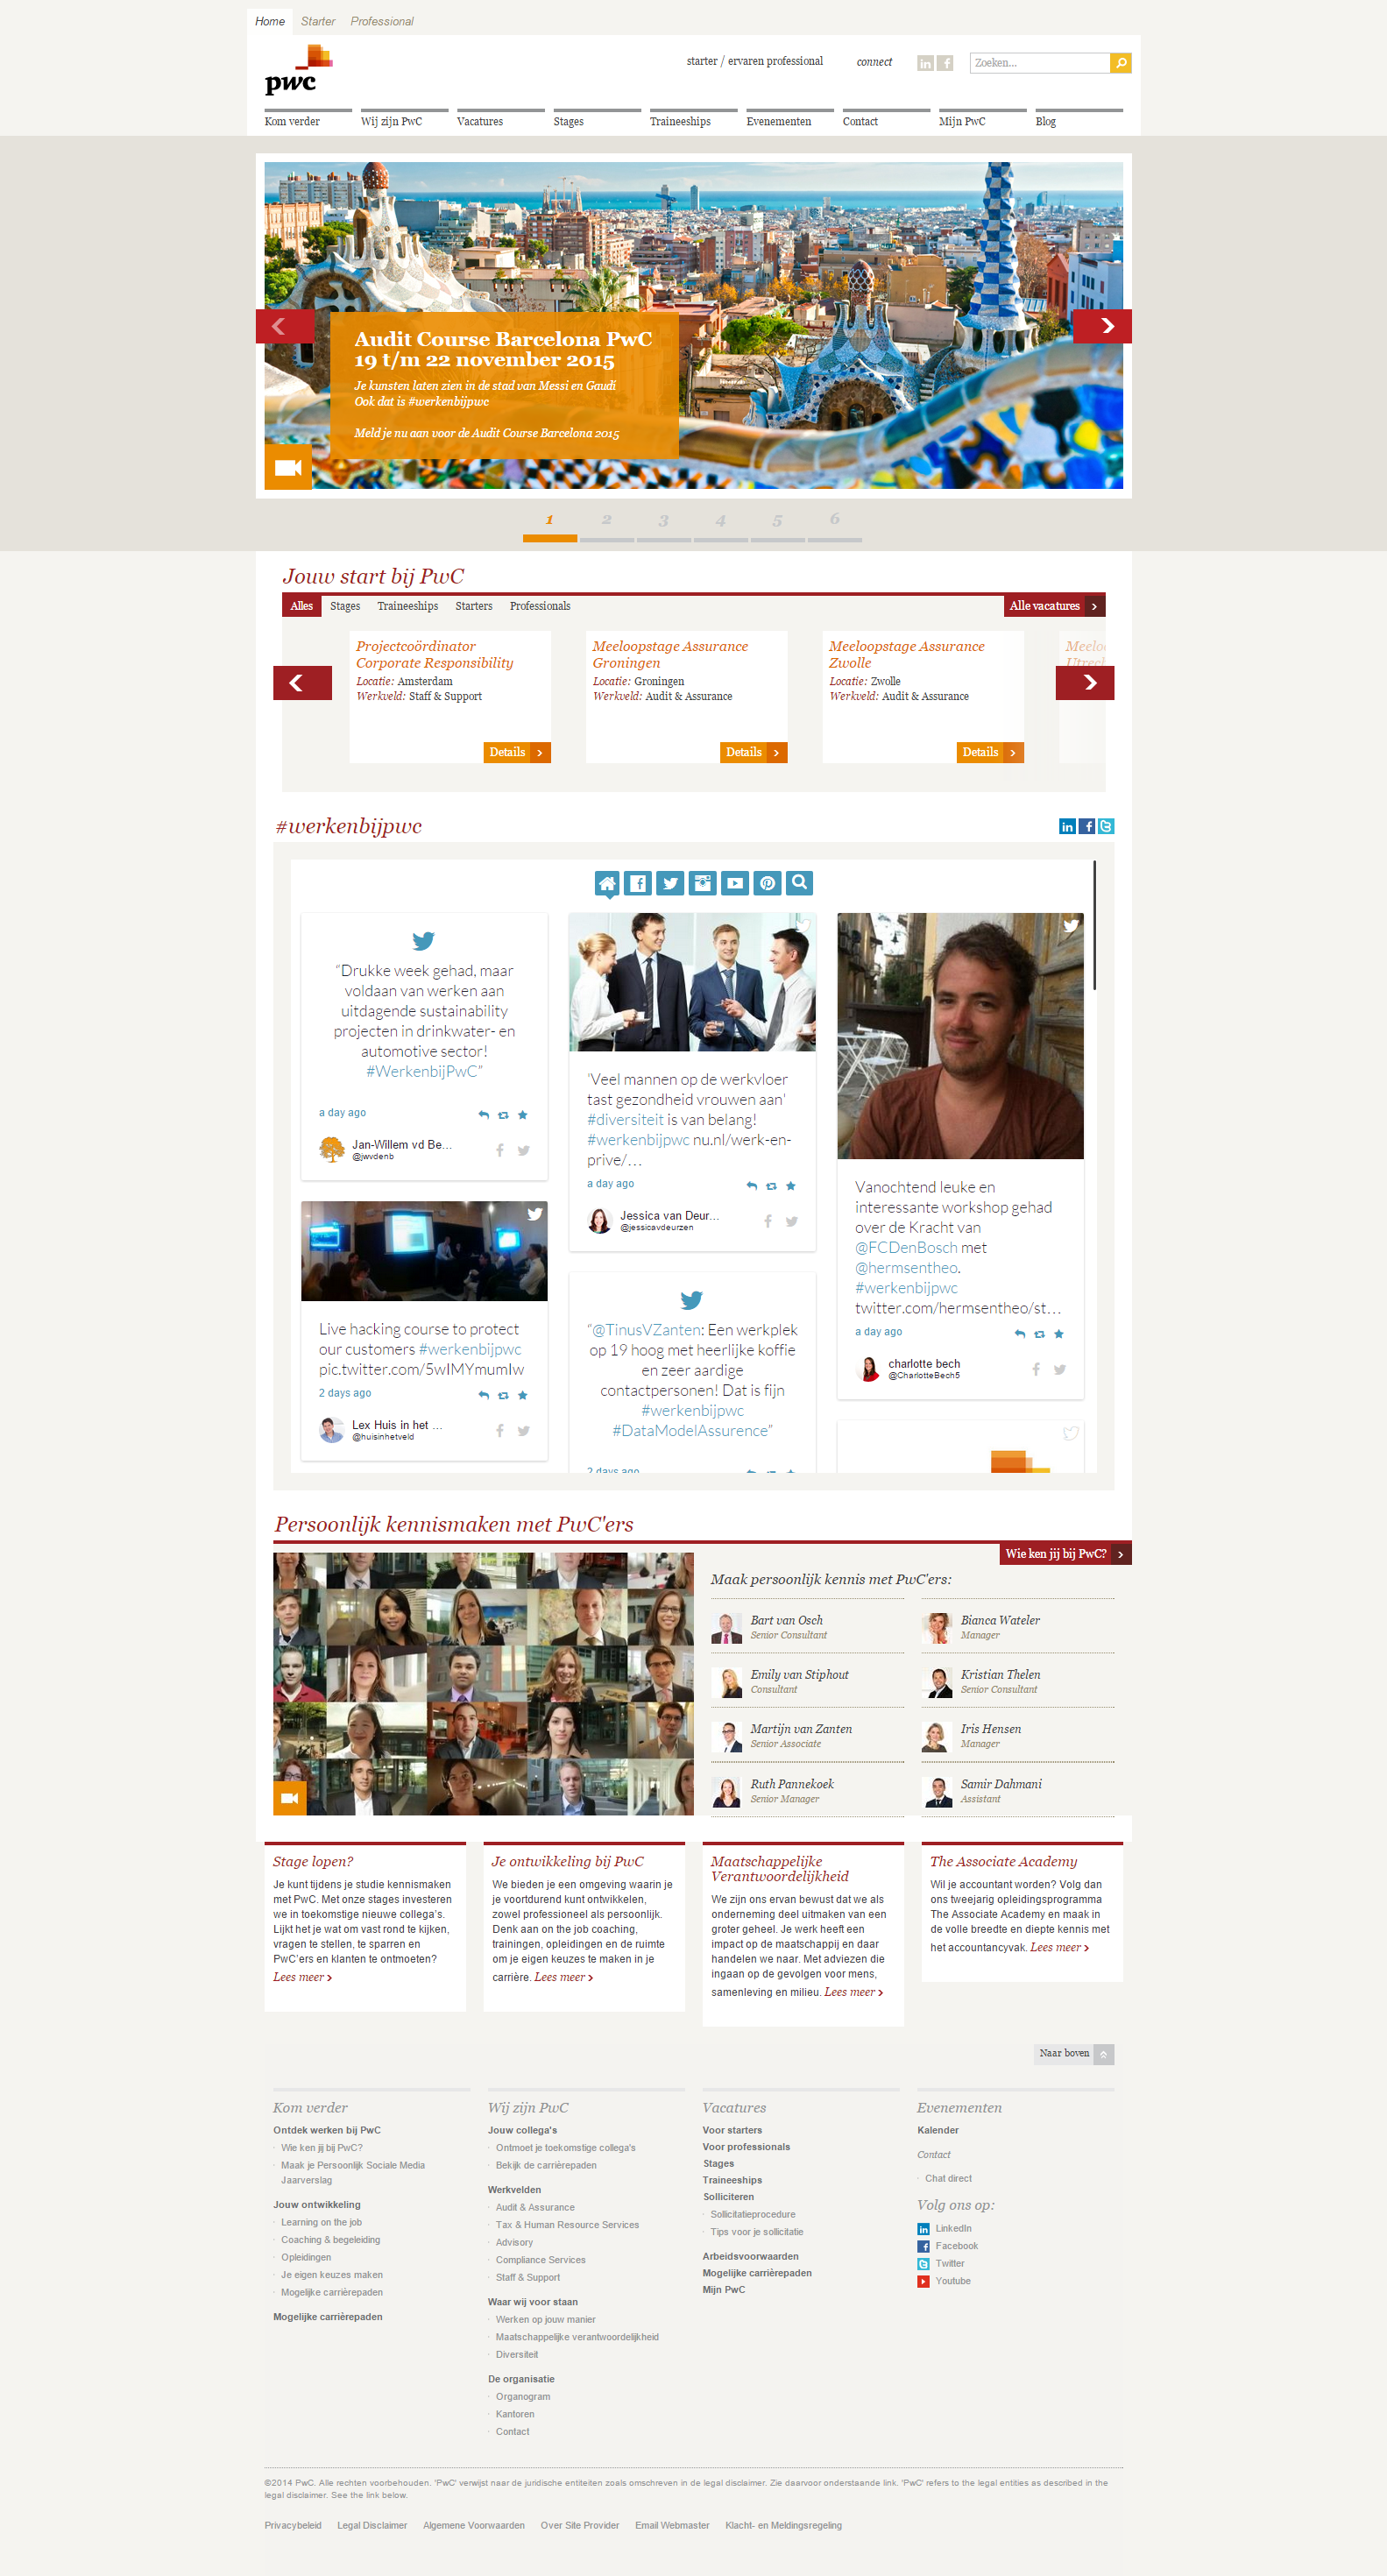 Home Starter Professional
pwc
starter / ervaren professional connect Zoeken...
Kom verder Wij zijn PwC Vacatures Stages Traineeships Evenementen Contact Mijn PwC Blog
Audit Course Barcelona PwC
19 t/m 22 november 2015
Je kunsten laten zien in de stad van Messi en Gaudí
Ook dat is #werkenbijpwc
Meld je nu aan voor de Audit Course Barcelona 2015
1 2 3 4 5 6
Jouw start bij PwC
Alles Stages Traineeships Starters Professionals Alle vacatures
Projectcoördinator
Corporate Responsibility
Locatie: Amsterdam
Werkveld: Staff & Support
Details
Meeloopstage Assurance
Groningen
Locatie: Groningen
Werkveld: Audit & Assurance
Details
Meeloopstage Assurance
Zwolle
Locatie: Zwolle
Werkveld: Audit & Assurance
Details
#werkenbijpwc
“Drukke week gehad, maar
voldaan van werken aan
uitdagende sustainability
projecten in drinkwater- en
automotive sector!
#WerkenbijPwC”
a day ago
Jan-Willem vd Be...
@jwvdenb
Live hacking course to protect
our customers #werkenbijpwc
pic.twitter.com/5wIMYmumIw
2 days ago
Lex Huis in het ...
@huisinhetveld
'Veel mannen op de werkvloer
tast gezondheid vrouwen aan'
#diversiteit is van belang!
#werkenbijpwc nu.nl/werk-en-
prive/…
a day ago
Jessica van Deur...
@jessicavdeurzen
“@TinusVZanten: Een werkplek
op 19 hoog met heerlijke koffie
en zeer aardige
contactpersonen! Dat is fijn
#werkenbijpwc
#DataModelAssurence”
2 days ago
Vanochtend leuke en
interessante workshop gehad
over de Kracht van
@FCDenBosch met
@hermsentheo.
#werkenbijpwc
twitter.com/hermsentheo/st…
a day ago
charlotte bech
@CharlotteBech5
Persoonlijk kennismaken met PwC'ers
Wie ken jij bij PwC?
Maak persoonlijk kennis met PwC'ers:
Bart van Osch
Senior Consultant
Bianca Wateler
Manager
Emily van Stiphout
Consultant
Kristian Thelen
Senior Consultant
Martijn van Zanten
Senior Associate
Iris Hensen
Manager
Ruth Pannekoek
Senior Manager
Samir Dahmani
Assistant
Stage lopen?
Je kunt tijdens je studie kennismaken
met PwC. Met onze stages investeren
we in toekomstige nieuwe collega's.
Lijkt het je wat om vast rond te kijken,
vragen te stellen, te sparren en
PwC'ers en klanten te ontmoeten?
Lees meer
Je ontwikkeling bij PwC
We bieden je een omgeving waarin je
je voortdurend kunt ontwikkelen,
zowel professioneel als persoonlijk.
Denk aan on the job coaching,
trainingen, opleidingen en de ruimte
om je eigen keuzes te maken in je
carrière. Lees meer
Maatschappelijke
Verantwoordelijkheid
We zijn ons ervan bewust dat we als
onderneming deel uitmaken van een
groter geheel. Je werk heeft een
impact op de maatschappij en daar
handelen we naar. Met adviezen die
ingaan op de gevolgen voor mens,
samenleving en milieu. Lees meer
The Associate Academy
Wil je accountant worden? Volg dan
ons tweejarig opleidingsprogramma
The Associate Academy en maak in
de volle breedte en diepte kennis met
het accountancyvak. Lees meer
Naar boven
Kom verder
Ontdek werken bij PwC
Wie ken jij bij PwC?
Maak je Persoonlijk Sociale Media
Jaarverslag
Jouw ontwikkeling
Learning on the job
Coaching & begeleiding
Opleidingen
Je eigen keuzes maken
Mogelijke carrièrepaden
Mogelijke carrièrepaden
Wij zijn PwC
Jouw collega's
Ontmoet je toekomstige collega's
Bekijk de carrièrepaden
Werkvelden
Audit & Assurance
Tax & Human Resource Services
Advisory
Compliance Services
Staff & Support
Waar wij voor staan
Werken op jouw manier
Maatschappelijke verantwoordelijkheid
Diversiteit
De organisatie
Organogram
Kantoren
Contact
Vacatures
Voor starters
Voor professionals
Stages
Traineeships
Solliciteren
Sollicitatieprocedure
Tips voor je sollicitatie
Arbeidsvoorwaarden
Mogelijke carrièrepaden
Mijn PwC
Evenementen
Kalender
Contact
Chat direct
Volg ons op:
LinkedIn
Facebook
Twitter
Youtube
©2014 PwC. Alle rechten voorbehouden. 'PwC' verwijst naar de juridische entiteiten zoals omschreven in de legal disclaimer. Zie daarvoor onderstaande link. 'PwC' refers to the legal entities as described in the
legal disclaimer. See the link below.
Privacybeleid Legal Disclaimer Algemene Voorwaarden Over Site Provider Email Webmaster Klacht- en Meldingsregeling